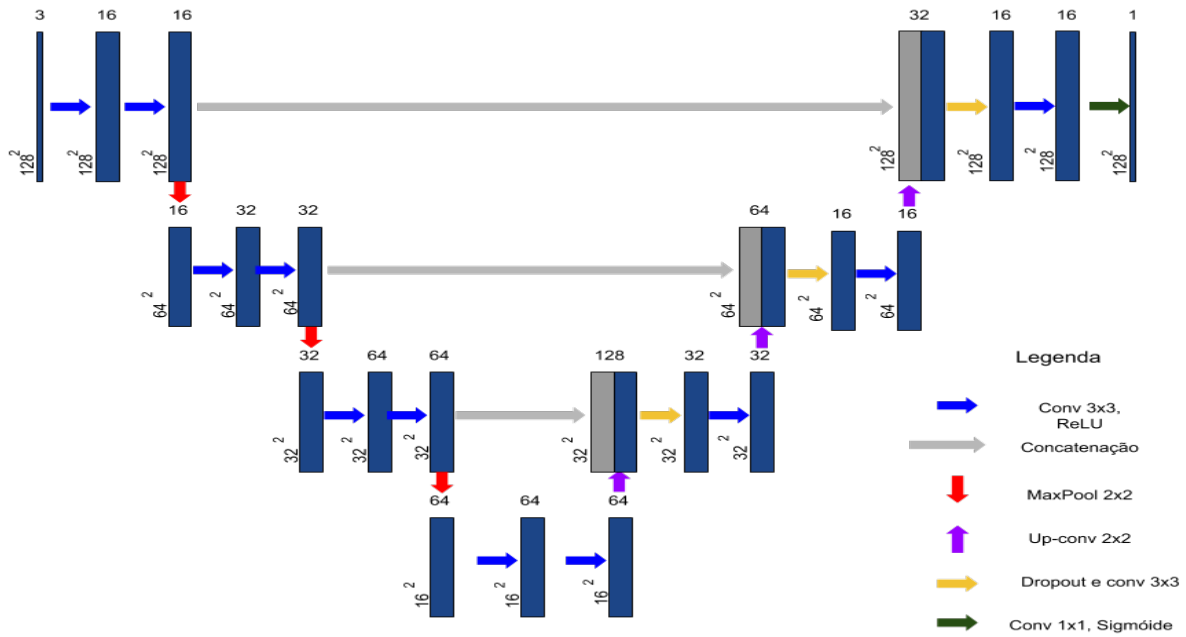 3 16 16 32 16 16 1
128² 128² 128² 128² 128² 128² 128²
16 32 32 64 16 16
64² 64² 64² 64² 64² 64²
32 64 64 128 32 32
32² 32² 32² 32² 32² 32²
64 64 64
16² 16² 16²
Legenda
Conv 3x3,
ReLU
Concatenação
MaxPool 2x2
Up-conv 2x2
Dropout e conv 3x3
Conv 1x1, Sigmóide